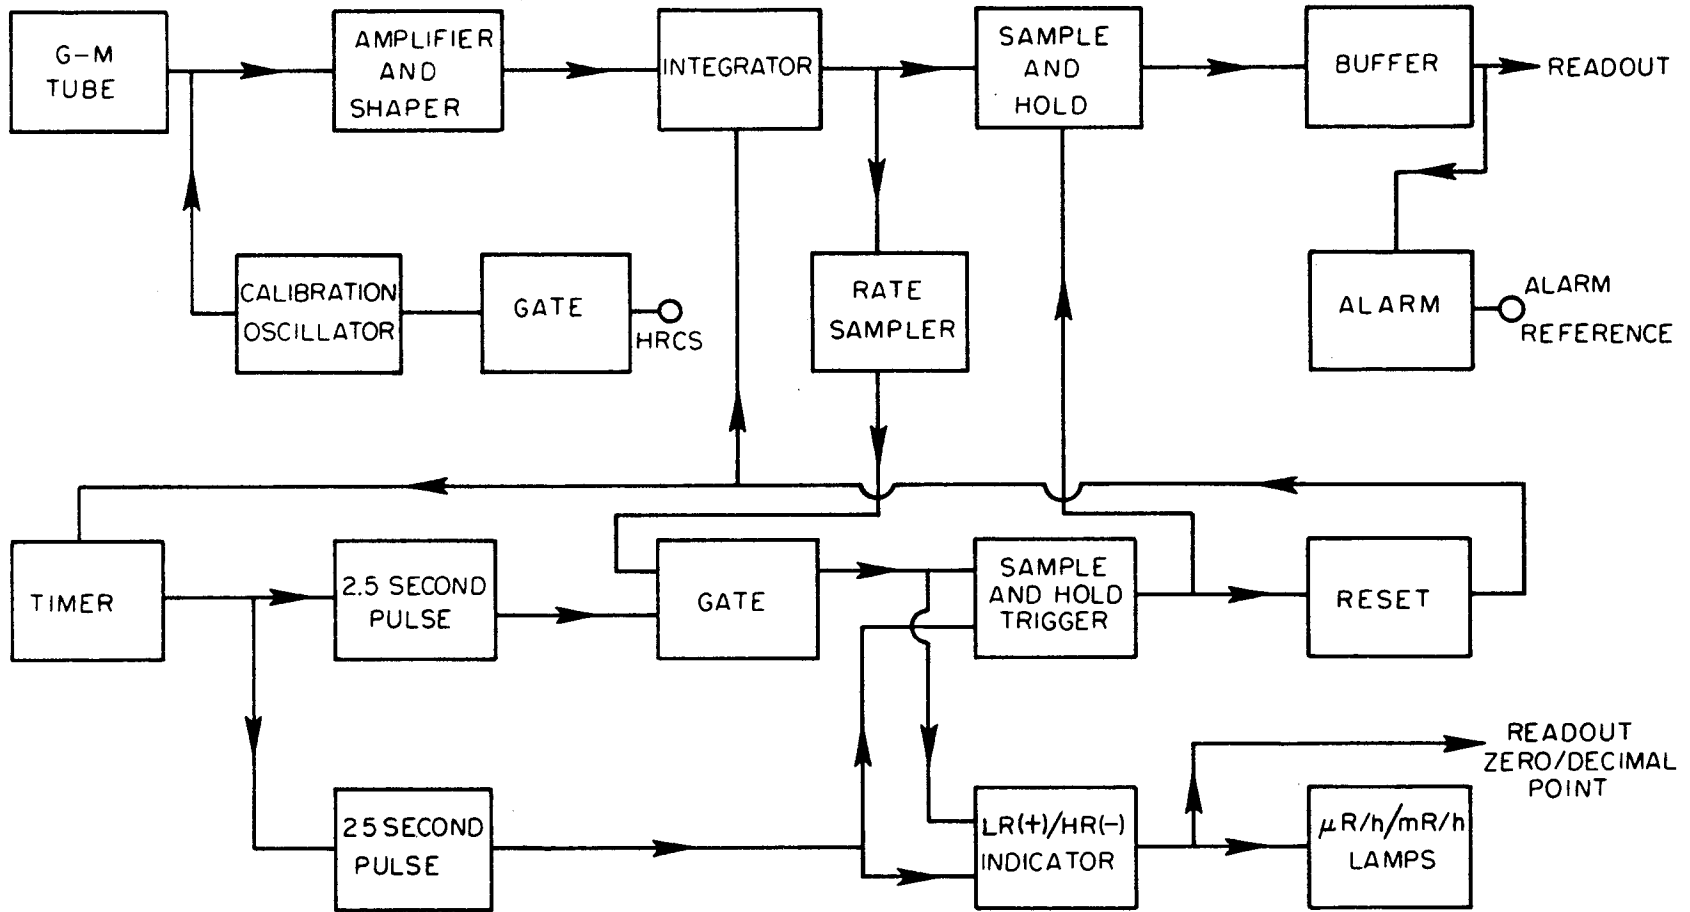 G-M
TUBE
AMPLIFIER
AND
SHAPER
INTEGRATOR
SAMPLE
AND
HOLD
BUFFER
READOUT
CALIBRATION
OSCILLATOR
GATE
HRCS
RATE
SAMPLER
ALARM
ALARM
REFERENCE
TIMER
2.5 SECOND
PULSE
GATE
SAMPLE
AND HOLD
TRIGGER
RESET
25 SECOND
PULSE
LR(+)/HR(-)
INDICATOR
μR/h/mR/h
LAMPS
READOUT
ZERO/DECIMAL
POINT